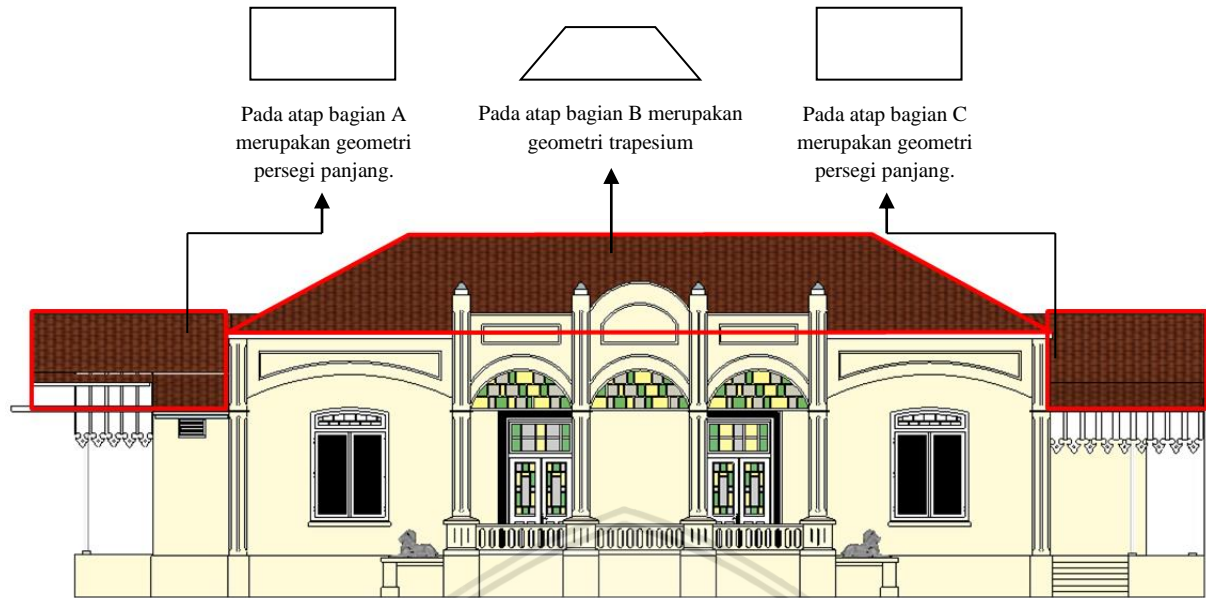 Pada atap bagian A
merupakan geometri
persegi panjang.
Pada atap bagian B merupakan
geometri trapesium
Pada atap bagian C
merupakan geometri
persegi panjang.